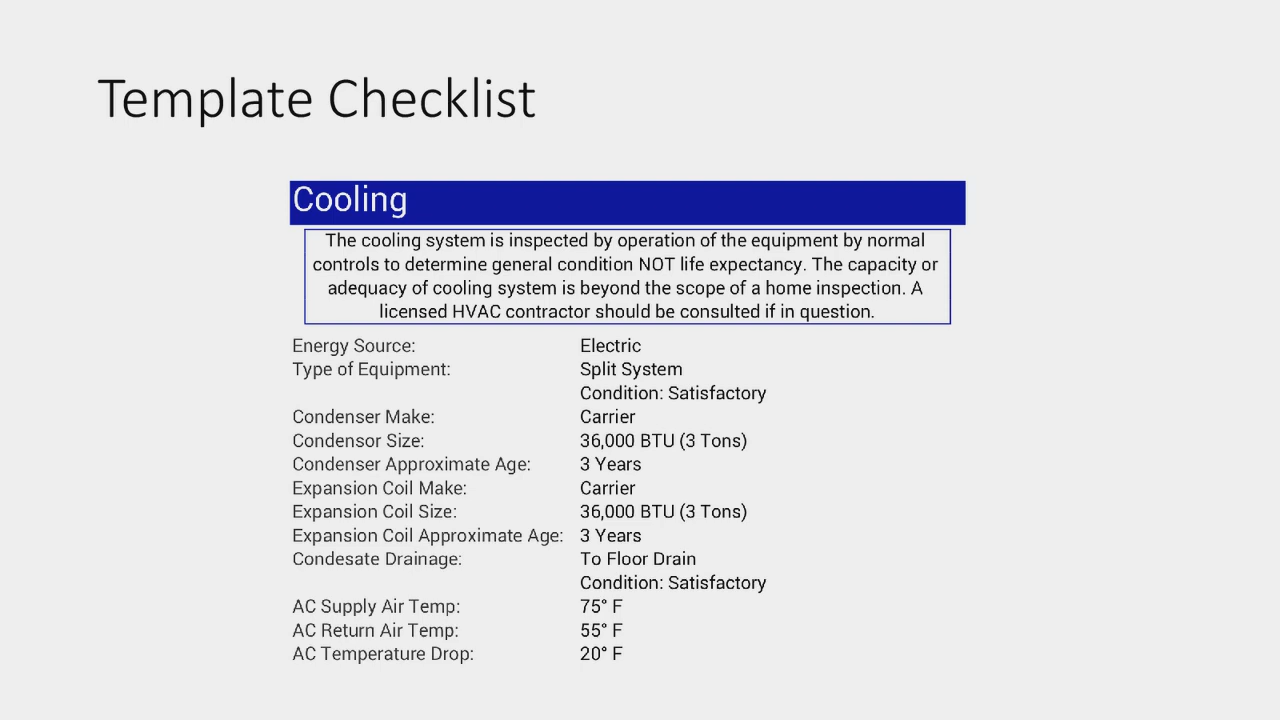 Template Checklist
Cooling
The cooling system is inspected by operation of the equipment by normal
controls to determine general condition NOT life expectancy. The capacity or
adequacy of cooling system is beyond the scope of a home inspection. A
licensed HVAC contractor should be consulted if in question.
Energy Source: Electric
Type of Equipment: Split System
Condition: Satisfactory
Condenser Make: Carrier
Condensor Size: 36,000 BTU (3 Tons)
Condenser Approximate Age: 3 Years
Expansion Coil Make: Carrier
Expansion Coil Size: 36,000 BTU (3 Tons)
Expansion Coil Approximate Age: 3 Years
Condesate Drainage: To Floor Drain
Condition: Satisfactory
AC Supply Air Temp: 75° F
AC Return Air Temp: 55° F
AC Temperature Drop: 20° F